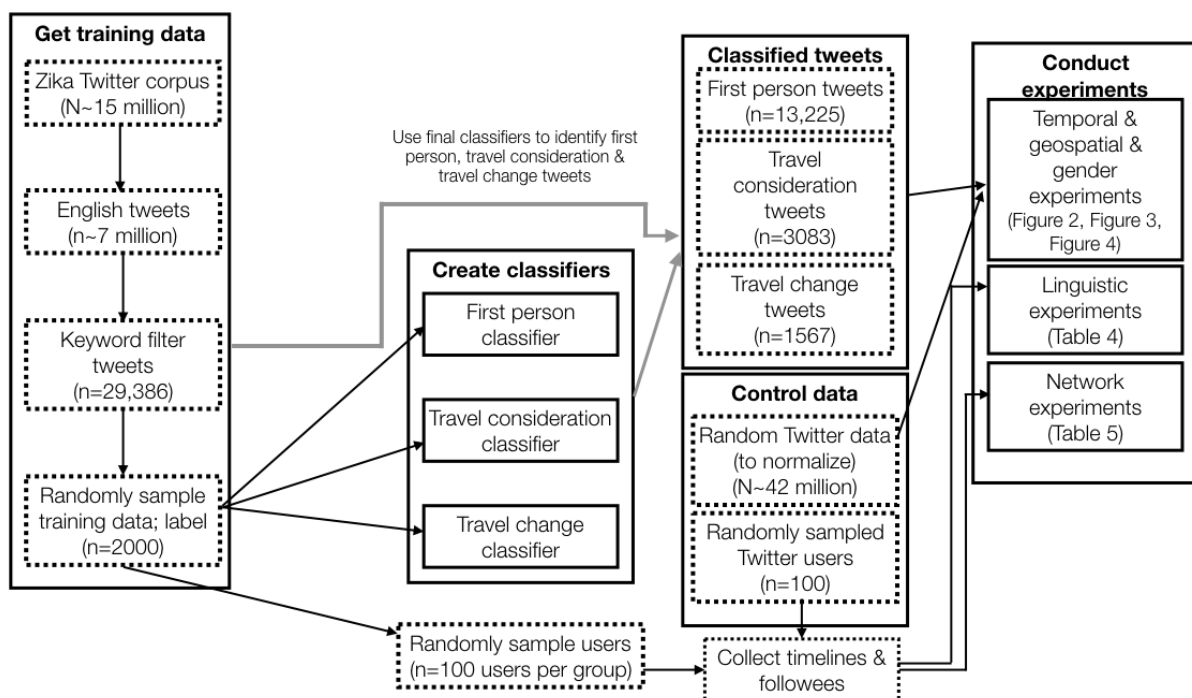 Get training data
Zika Twitter corpus
(N~15 million)
English tweets
(n~7 million)
Keyword filter
tweets
(n=29,386)
Randomly sample
training data; label
(n=2000)
Use final classifiers to identify first
person, travel consideration &
travel change tweets
Create classifiers
First person
classifier
Travel consideration
classifier
Travel change
classifier
Randomly sample users
(n=100 users per group)
Classified tweets
First person tweets
(n=13,225)
Travel
consideration
tweets
(n=3083)
Travel change
tweets
(n=1567)
Control data
Random Twitter data
(to normalize)
(N~42 million)
Randomly sampled
Twitter users
(n=100)
Collect timelines &
followees
Conduct
experiments
Temporal &
geospatial &
gender
experiments
(Figure 2, Figure 3,
Figure 4)
Linguistic
experiments
(Table 4)
Network
experiments
(Table 5)